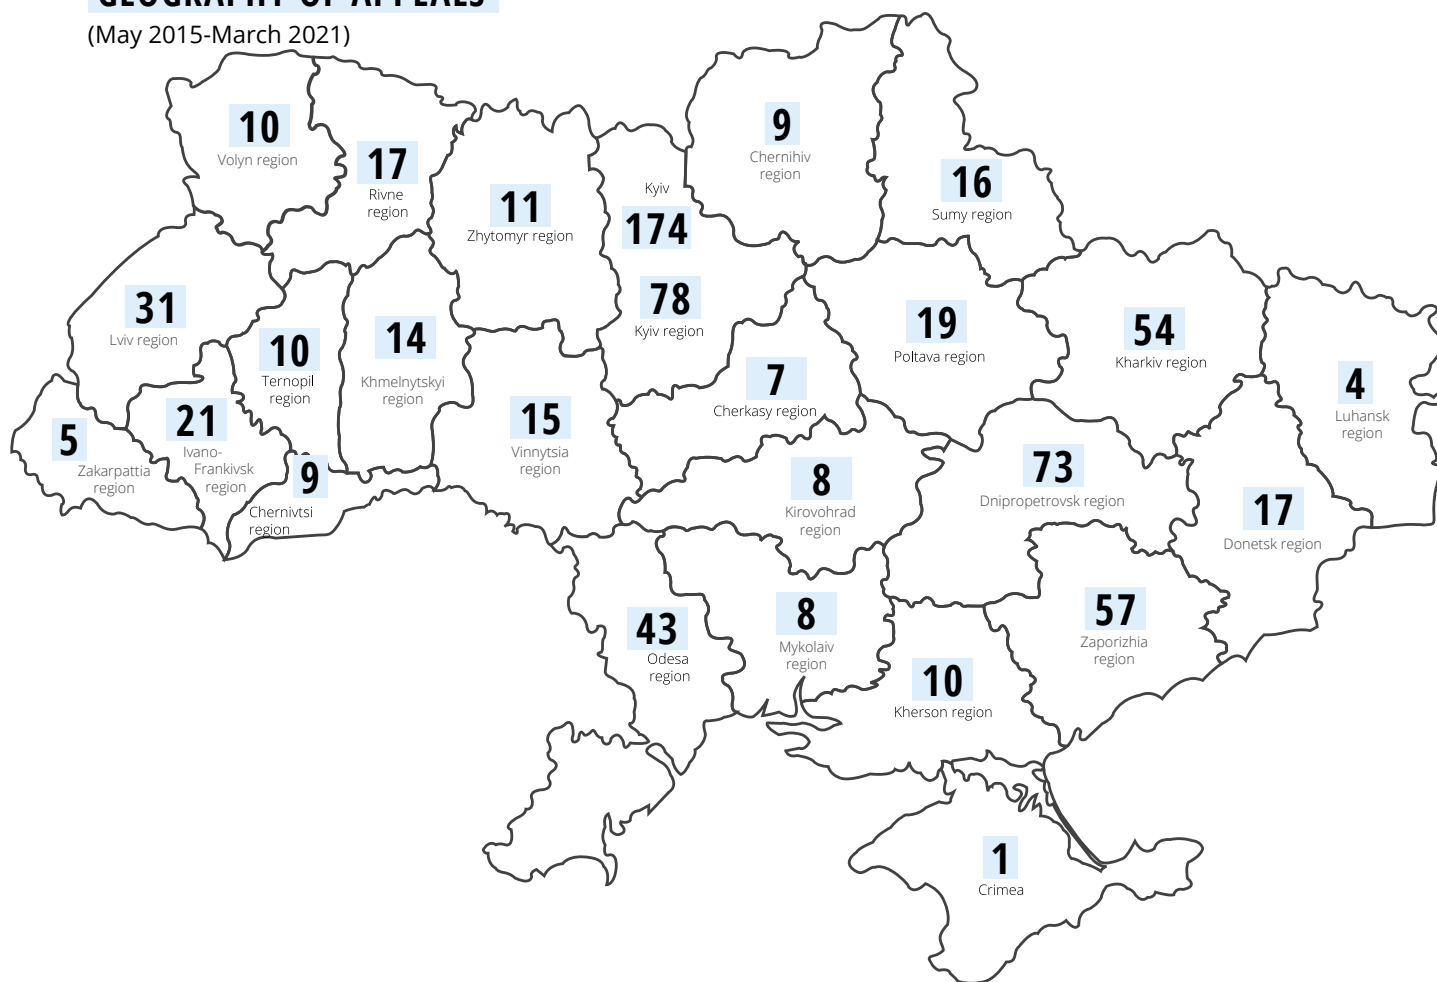 GEOGRAPHY OF APPEALS
(May 2015-March 2021)
10
Volyn region
17
Rivne
region
11
Zhytomyr region
Kyiv
174
78
Kyiv region
9
Chernihiv
region
16
Sumy region
31
Lviv region
10
Ternopil
region
14
Khmelnytskyi
region
19
Poltava region
54
Kharkiv region
4
Luhansk
region
7
Cherkasy region
5
Zakarpattia
region
21
Ivano-
Frankivsk
region
9
Chernivtsi
region
15
Vinnytsia
region
8
Kirovohrad
region
73
Dnipropetrovsk region
17
Donetsk region
43
Odesa
region
8
Mykolaiv
region
57
Zaporizhia
region
10
Kherson region
1
Crimea